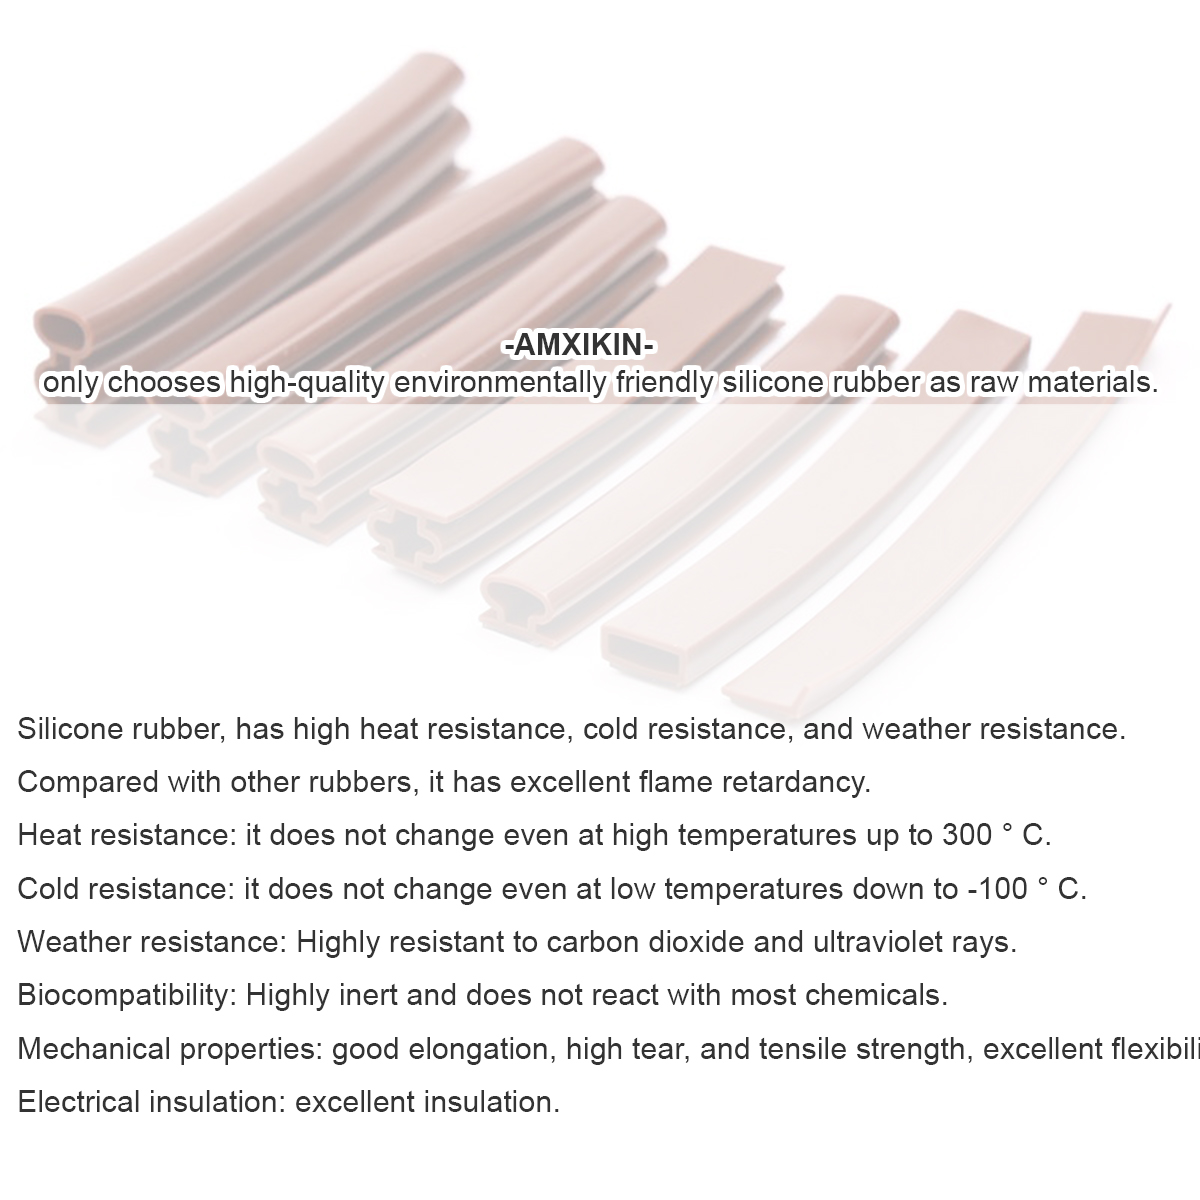 -AMXIKIN-
only chooses high-quality environmentally friendly silicone rubber as raw materials.
Silicone rubber, has high heat resistance, cold resistance, and weather resistance.
Compared with other rubbers, it has excellent flame retardancy.
Heat resistance: it does not change even at high temperatures up to 300 ° C.
Cold resistance: it does not change even at low temperatures down to -100 ° C.
Weather resistance: Highly resistant to carbon dioxide and ultraviolet rays.
Biocompatibility: Highly inert and does not react with most chemicals.
Mechanical properties: good elongation, high tear, and tensile strength, excellent flexibili
Electrical insulation: excellent insulation.